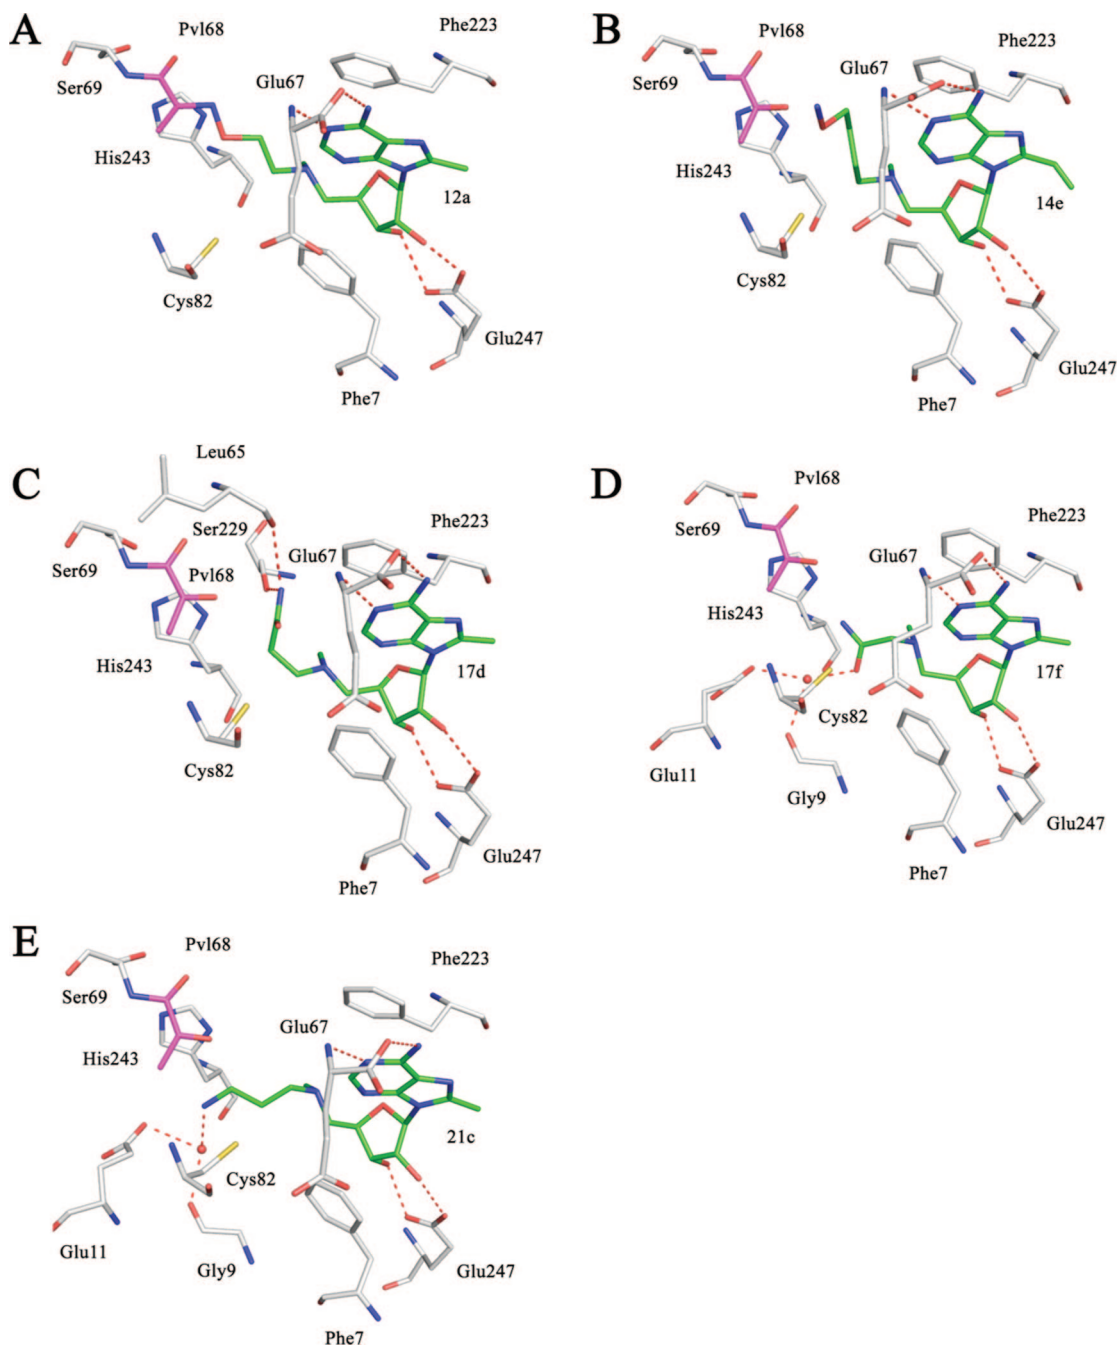 A
Pvl68
Phe223
Ser69
Glu67
His243
12a
Cys82
Glu247
Phe7
B
Pvl68
Phe223
Ser69
Glu67
His243
14e
Cys82
Glu247
Phe7
C
Leu65
Ser229
Phe223
Ser69
Pvl68
Glu67
His243
17d
Cys82
Glu247
Phe7
D
Pvl68
Ser69
Phe223
Glu67
His243
17f
Cys82
Glu11
Gly9
Glu247
Phe7
E
Pvl68
Phe223
Ser69
Glu67
His243
21c
Cys82
Glu11
Gly9
Glu247
Phe7